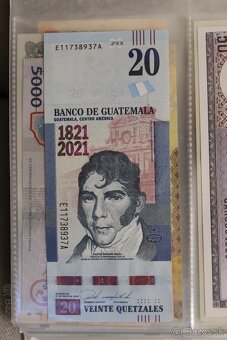 E11738937A
20
BANCO DE GUATEMALA
GUATEMALA, CENTRO AMÉRICA
1821
2021
E11738937A
5000
20
VEINTE QUETZALES